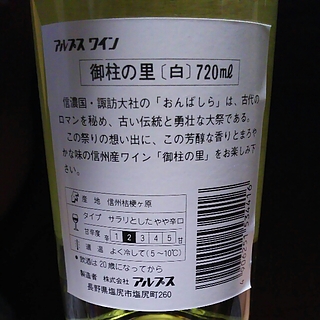 アルプス ワイン
御柱の里〔白〕720mℓ
信濃国・諏訪大社の「おんばしら」は、古代の
ロマンを秘め、古い伝統と勇壮な大祭である。
この祭りの想い出に、この芳醇な香りとまろや
かな味の信州産ワイン「御柱の里」をお楽しみ下
さい。
産地 信州桔梗ヶ原
タイプ サラリとしたやや辛口
甘辛度 辛 1 2 3 4 5 甘
適温 よく冷して(5～10℃)
●飲酒は20歳になってから
製造者 株式会社 アルプス
長野県塩尻市塩尻町260